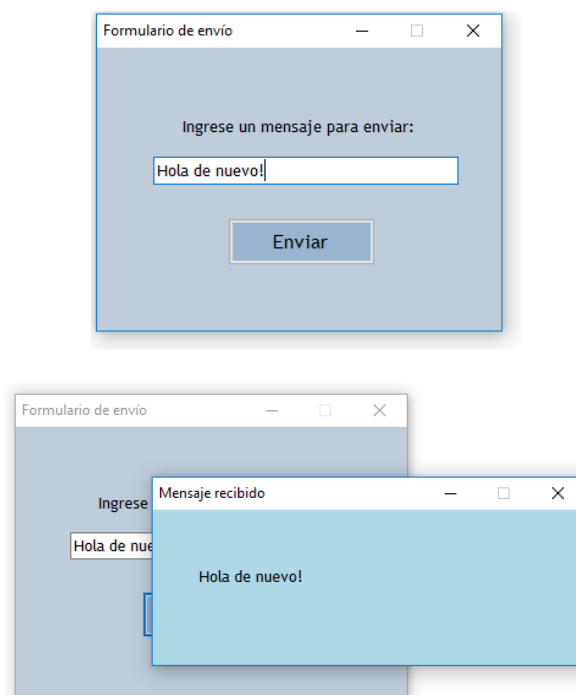 Formulario de envío
Ingrese un mensaje para enviar:
Hola de nuevo!
Enviar
Formulario de envío
Ingrese
Hola de nue
Mensaje recibido
Hola de nuevo!